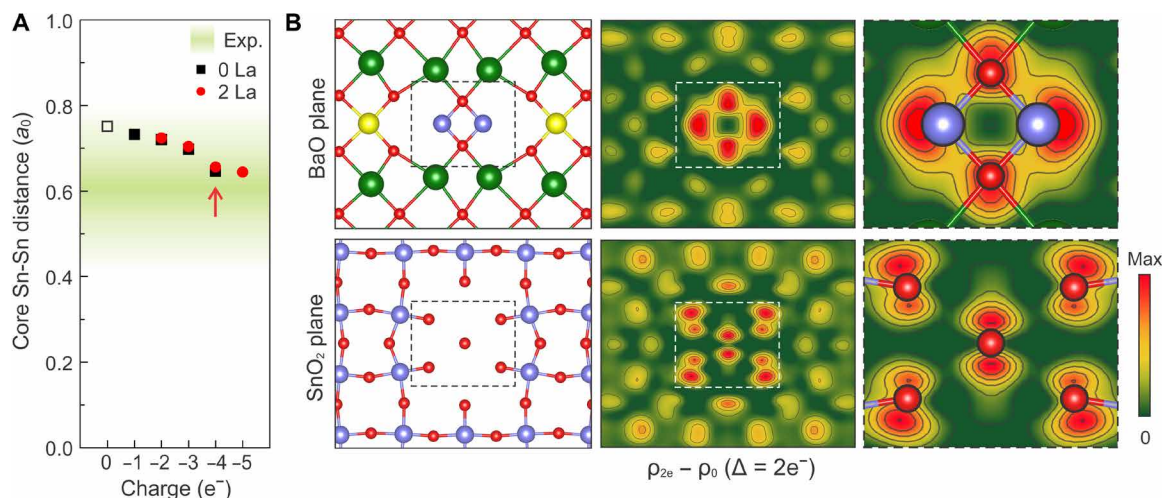 A
Core Sn-Sn distance (a₀)
1.0
0.8
0.6
0.4
0.2
0.0
Exp.
0 La
2 La
0 −1 −2 −3 −4 −5
Charge (e⁻)
B
BaO plane
SnO₂ plane
ρ₂ₑ − ρ₀ (Δ = 2e⁻)
Max
0